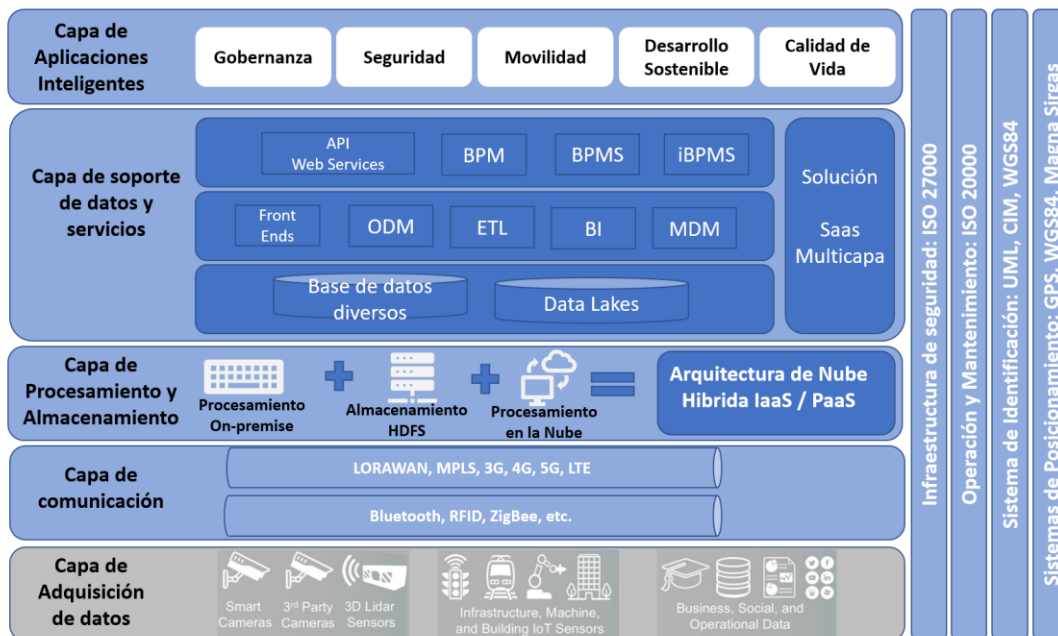 Capa de
Aplicaciones
Inteligentes
Gobernanza
Seguridad
Movilidad
Desarrollo
Sostenible
Calidad de
Vida
Capa de soporte
de datos y
servicios
API
Web Services
BPM
BPMS
iBPMS
Front
Ends
ODM
ETL
BI
MDM
Base de datos
diversos
Data Lakes
Solución
Saas
Multicapa
Capa de
Procesamiento y
Almacenamiento
Procesamiento
On-premise
Almacenamiento
HDFS
Procesamiento
en la Nube
Arquitectura de Nube
Hibrida IaaS / PaaS
Capa de
comunicación
LORAWAN, MPLS, 3G, 4G, 5G, LTE
Bluetooth, RFID, ZigBee, etc.
Capa de
Adquisición
de datos
Smart
Cameras
3rd Party
Cameras
3D Lidar
Sensors
Infrastructure, Machine,
and Building IoT Sensors
Business, Social, and
Operational Data
Infraestructura de seguridad: ISO 27000
Operación y Mantenimiento: ISO 20000
Sistema de Identificación: UML, CIM, WGS84
Sistemas de Posicionamiento: GPS, WGS84, Magna Sirgas